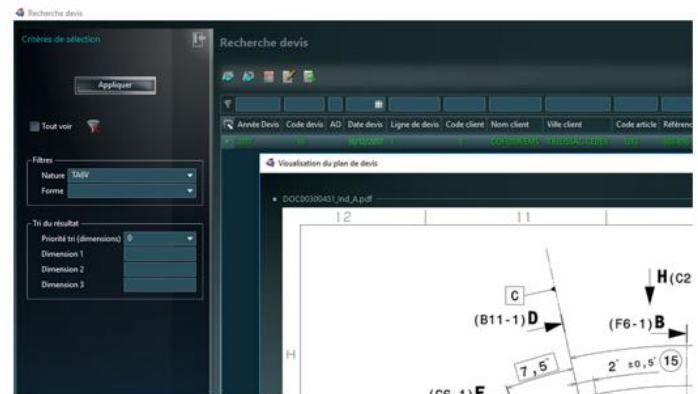 Recherche devis
Critères de sélection
Recherche devis
Appliquer
Tout voir
Année Devis Code devis AO Date devis Ligne de devis Code client Nom client Ville client Code article Référenc
Filtres
Nature TABV
Forme
Visualisation du plan de devis
DOC00300451_ind_A.pdf
Tri du résultat
Priorité tri (dimensions) 0
Dimension 1
Dimension 2
Dimension 3
12 11
H(C2
C
(B11-1)D
(F6-1)B
H
7,5°
2° ±0,5° 15